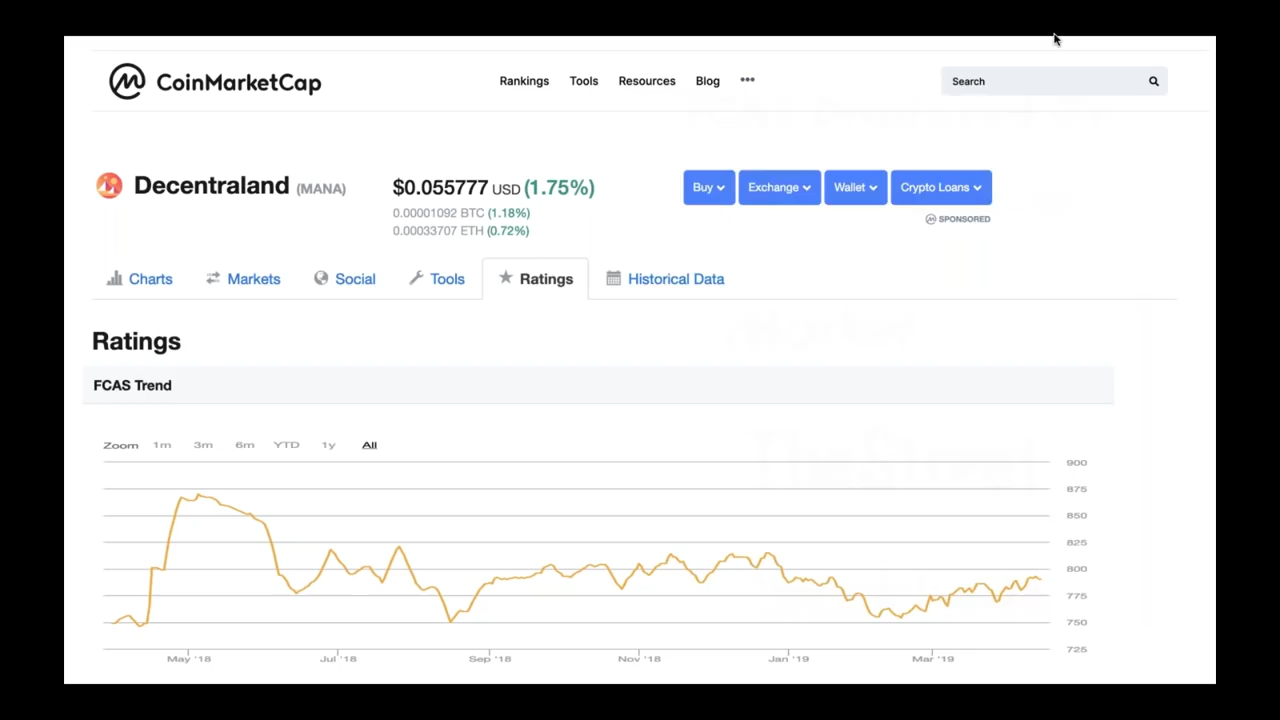 CoinMarketCap
Rankings Tools Resources Blog •••
Search
Decentraland (MANA)
$0.055777 USD (1.75%)
0.00001092 BTC (1.18%)
0.00033707 ETH (0.72%)
Buy Exchange Wallet Crypto Loans
SPONSORED
Charts Markets Social Tools Ratings Historical Data
Ratings
FCAS Trend
Zoom 1m 3m 6m YTD 1y All
900
875
850
825
800
775
750
725
May '18 Jul '18 Sep '18 Nov '18 Jan '19 Mar '19